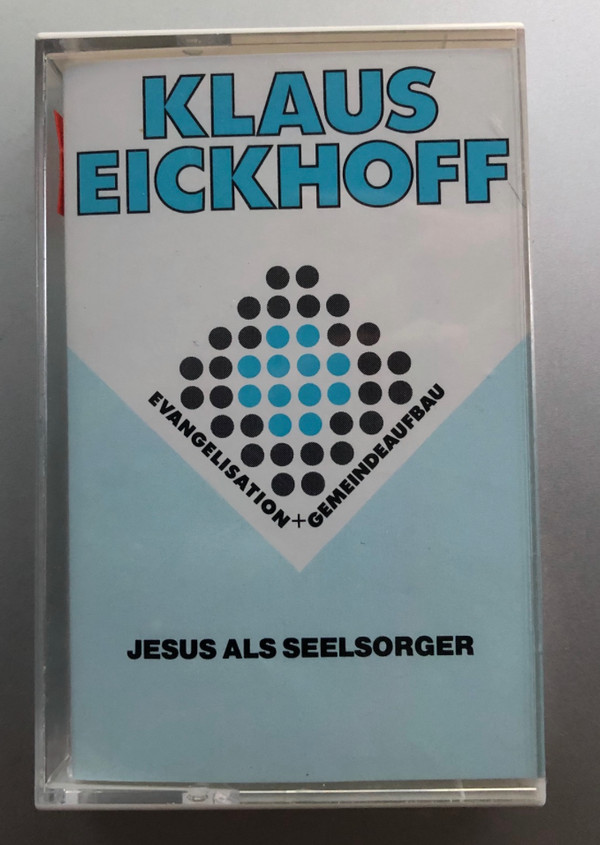 KLAUS
EICKHOFF
EVANGELISATION+GEMEINDEAUFBAU
JESUS ALS SEELSORGER